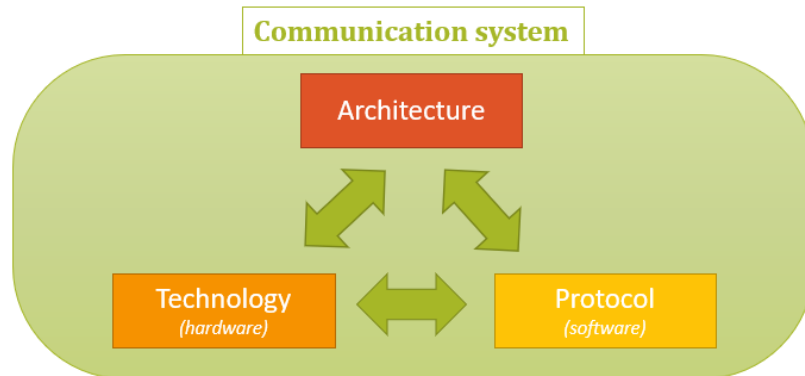 Communication system
Architecture
Technology
(hardware)
Protocol
(software)